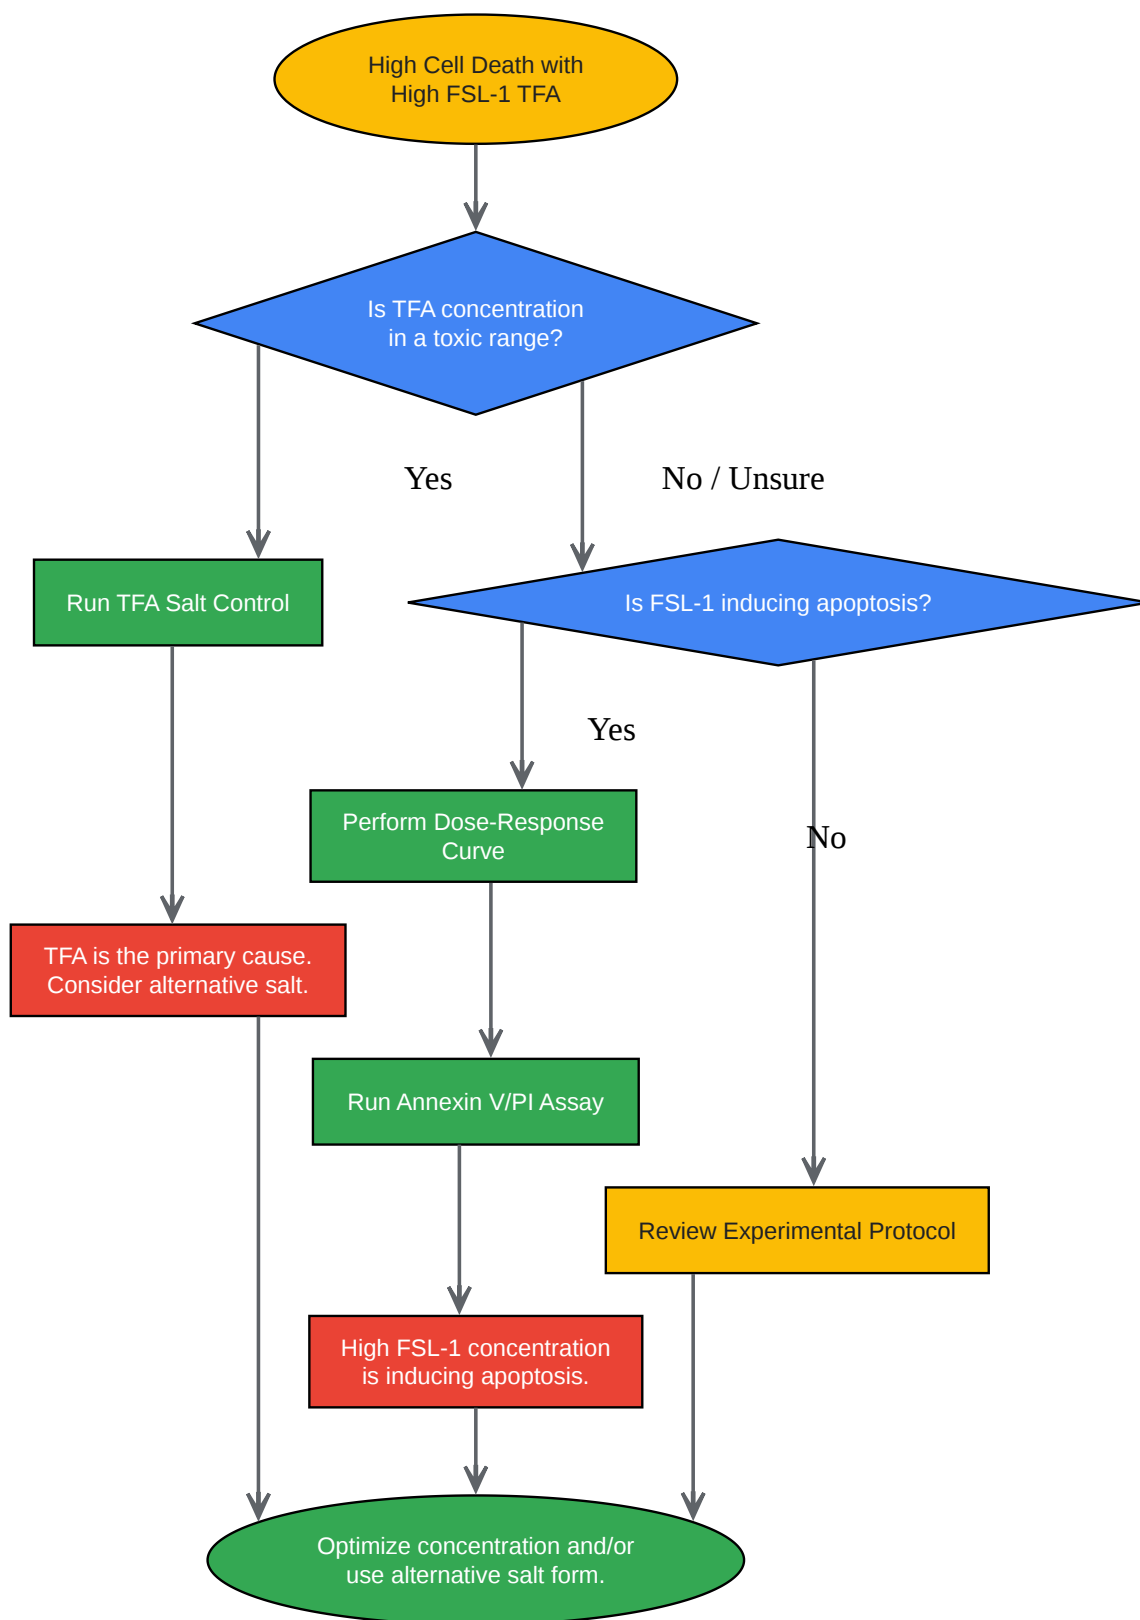 High Cell Death with
High FSL-1 TFA
Is TFA concentration
in a toxic range?
Yes
No / Unsure
Run TFA Salt Control
Is FSL-1 inducing apoptosis?
Yes
Perform Dose-Response
Curve
No
TFA is the primary cause.
Consider alternative salt.
Run Annexin V/PI Assay
Review Experimental Protocol
High FSL-1 concentration
is inducing apoptosis.
Optimize concentration and/or
use alternative salt form.